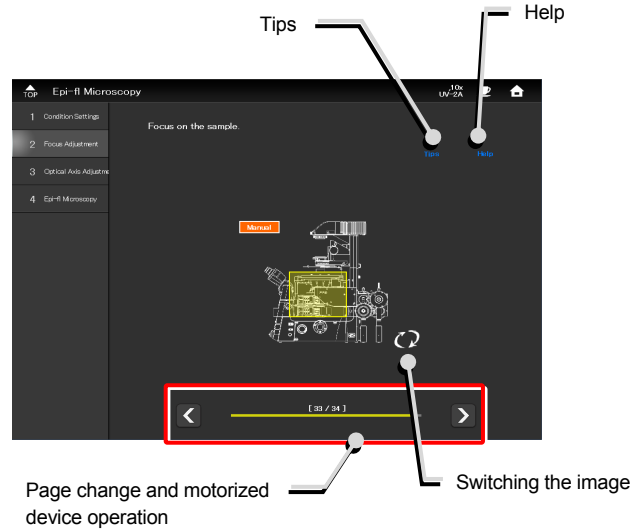 Tips
Help
TOP
Epi-fl Microscopy
10x
UV-2A
1 Condition Settings
2 Focus Adjustment
3 Optical Axis Adjustme
4 Epi-fl Microscopy
Focus on the sample.
Tips
Help
Manual
[ 33 / 34 ]
Page change and motorized
device operation
Switching the image